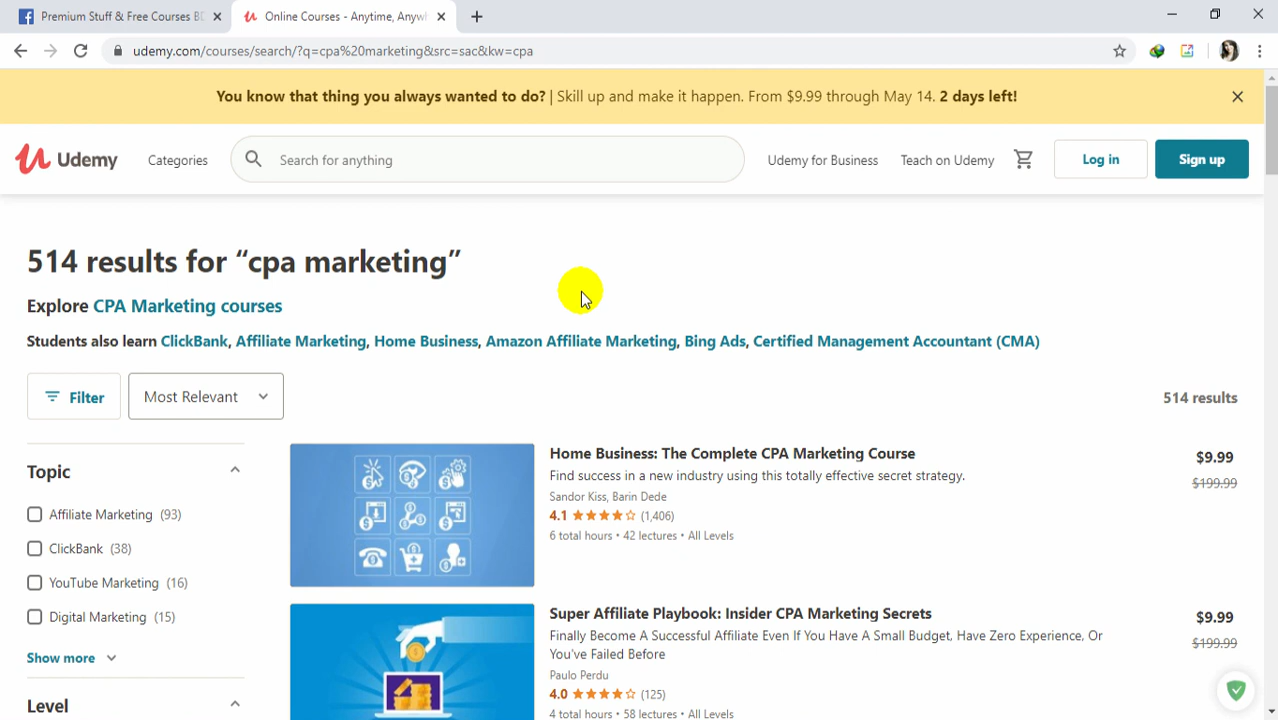 Premium Stuff & Free Courses BD
Online Courses - Anytime, Anywh
udemy.com/courses/search/?q=cpa%20marketing&src=sac&kw=cpa
You know that thing you always wanted to do? | Skill up and make it happen. From $9.99 through May 14. 2 days left!
Udemy
Categories
Search for anything
Udemy for Business
Teach on Udemy
Log in
Sign up
514 results for “cpa marketing”
Explore CPA Marketing courses
Students also learn ClickBank, Affiliate Marketing, Home Business, Amazon Affiliate Marketing, Bing Ads, Certified Management Accountant (CMA)
Filter
Most Relevant
514 results
Topic
Affiliate Marketing (93)
ClickBank (38)
YouTube Marketing (16)
Digital Marketing (15)
Show more
Level
Home Business: The Complete CPA Marketing Course
$9.99
Find success in a new industry using this totally effective secret strategy.
$199.99
Sandor Kiss, Barin Dede
4.1 (1,406)
6 total hours • 42 lectures • All Levels
Super Affiliate Playbook: Insider CPA Marketing Secrets
$9.99
Finally Become A Successful Affiliate Even If You Have A Small Budget, Have Zero Experience, Or
$199.99
You've Failed Before
Paulo Perdu
4.0 (125)
4 total hours • 58 lectures • All Levels